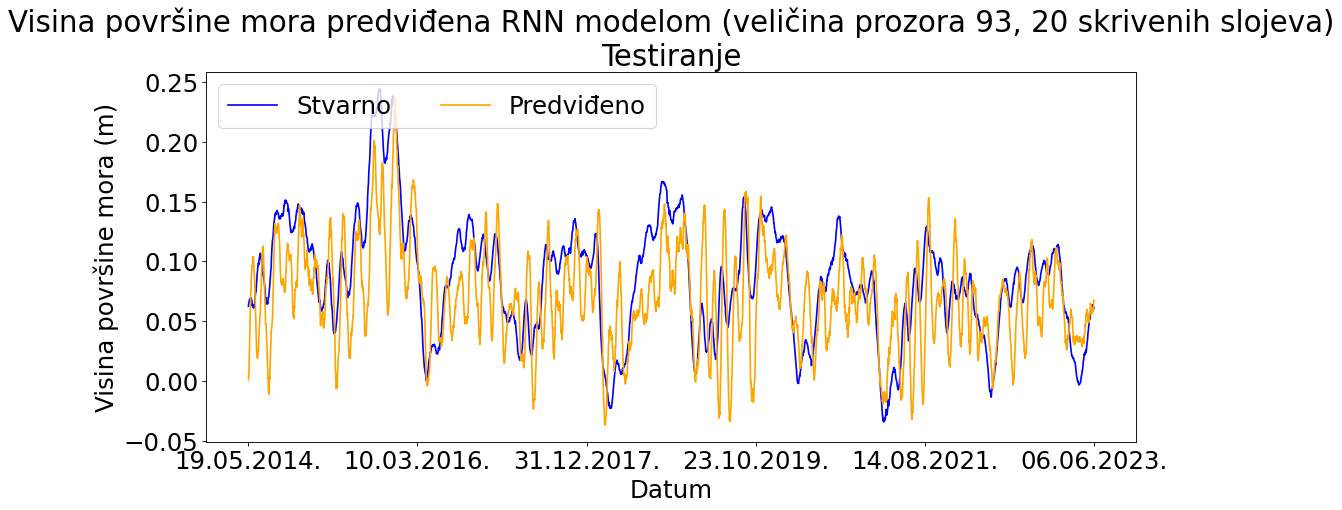 Visina površine mora predviđena RNN modelom (veličina prozora 93, 20 skrivenih slojeva)
Testiranje
Stvarno
Predviđeno
Visina površine mora (m)
0.25
0.20
0.15
0.10
0.05
0.00
−0.05
19.05.2014.
10.03.2016.
31.12.2017.
23.10.2019.
14.08.2021.
06.06.2023.
Datum